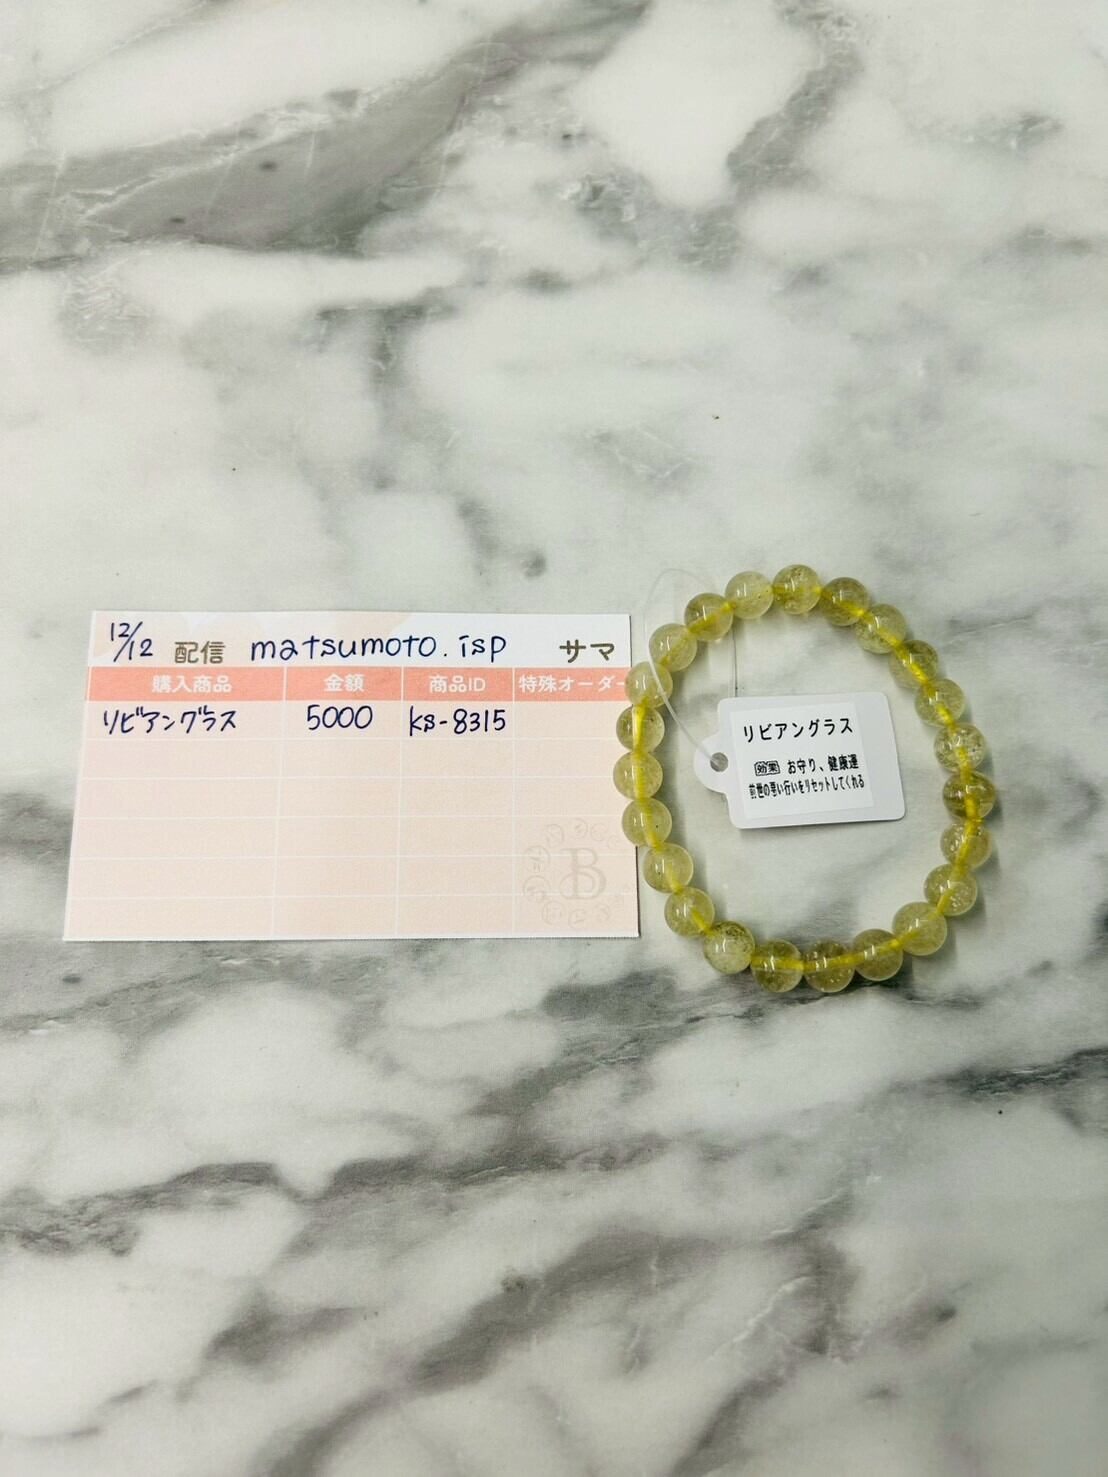 12/12 配信 matsumoto.isp サマ
購入商品 金額 商品ID 特殊オーダー
リビアングラス 5000 ks-8315
B
リビアングラス
効果 お守り、健康運
前世の悪い行いをリセットしてくれる